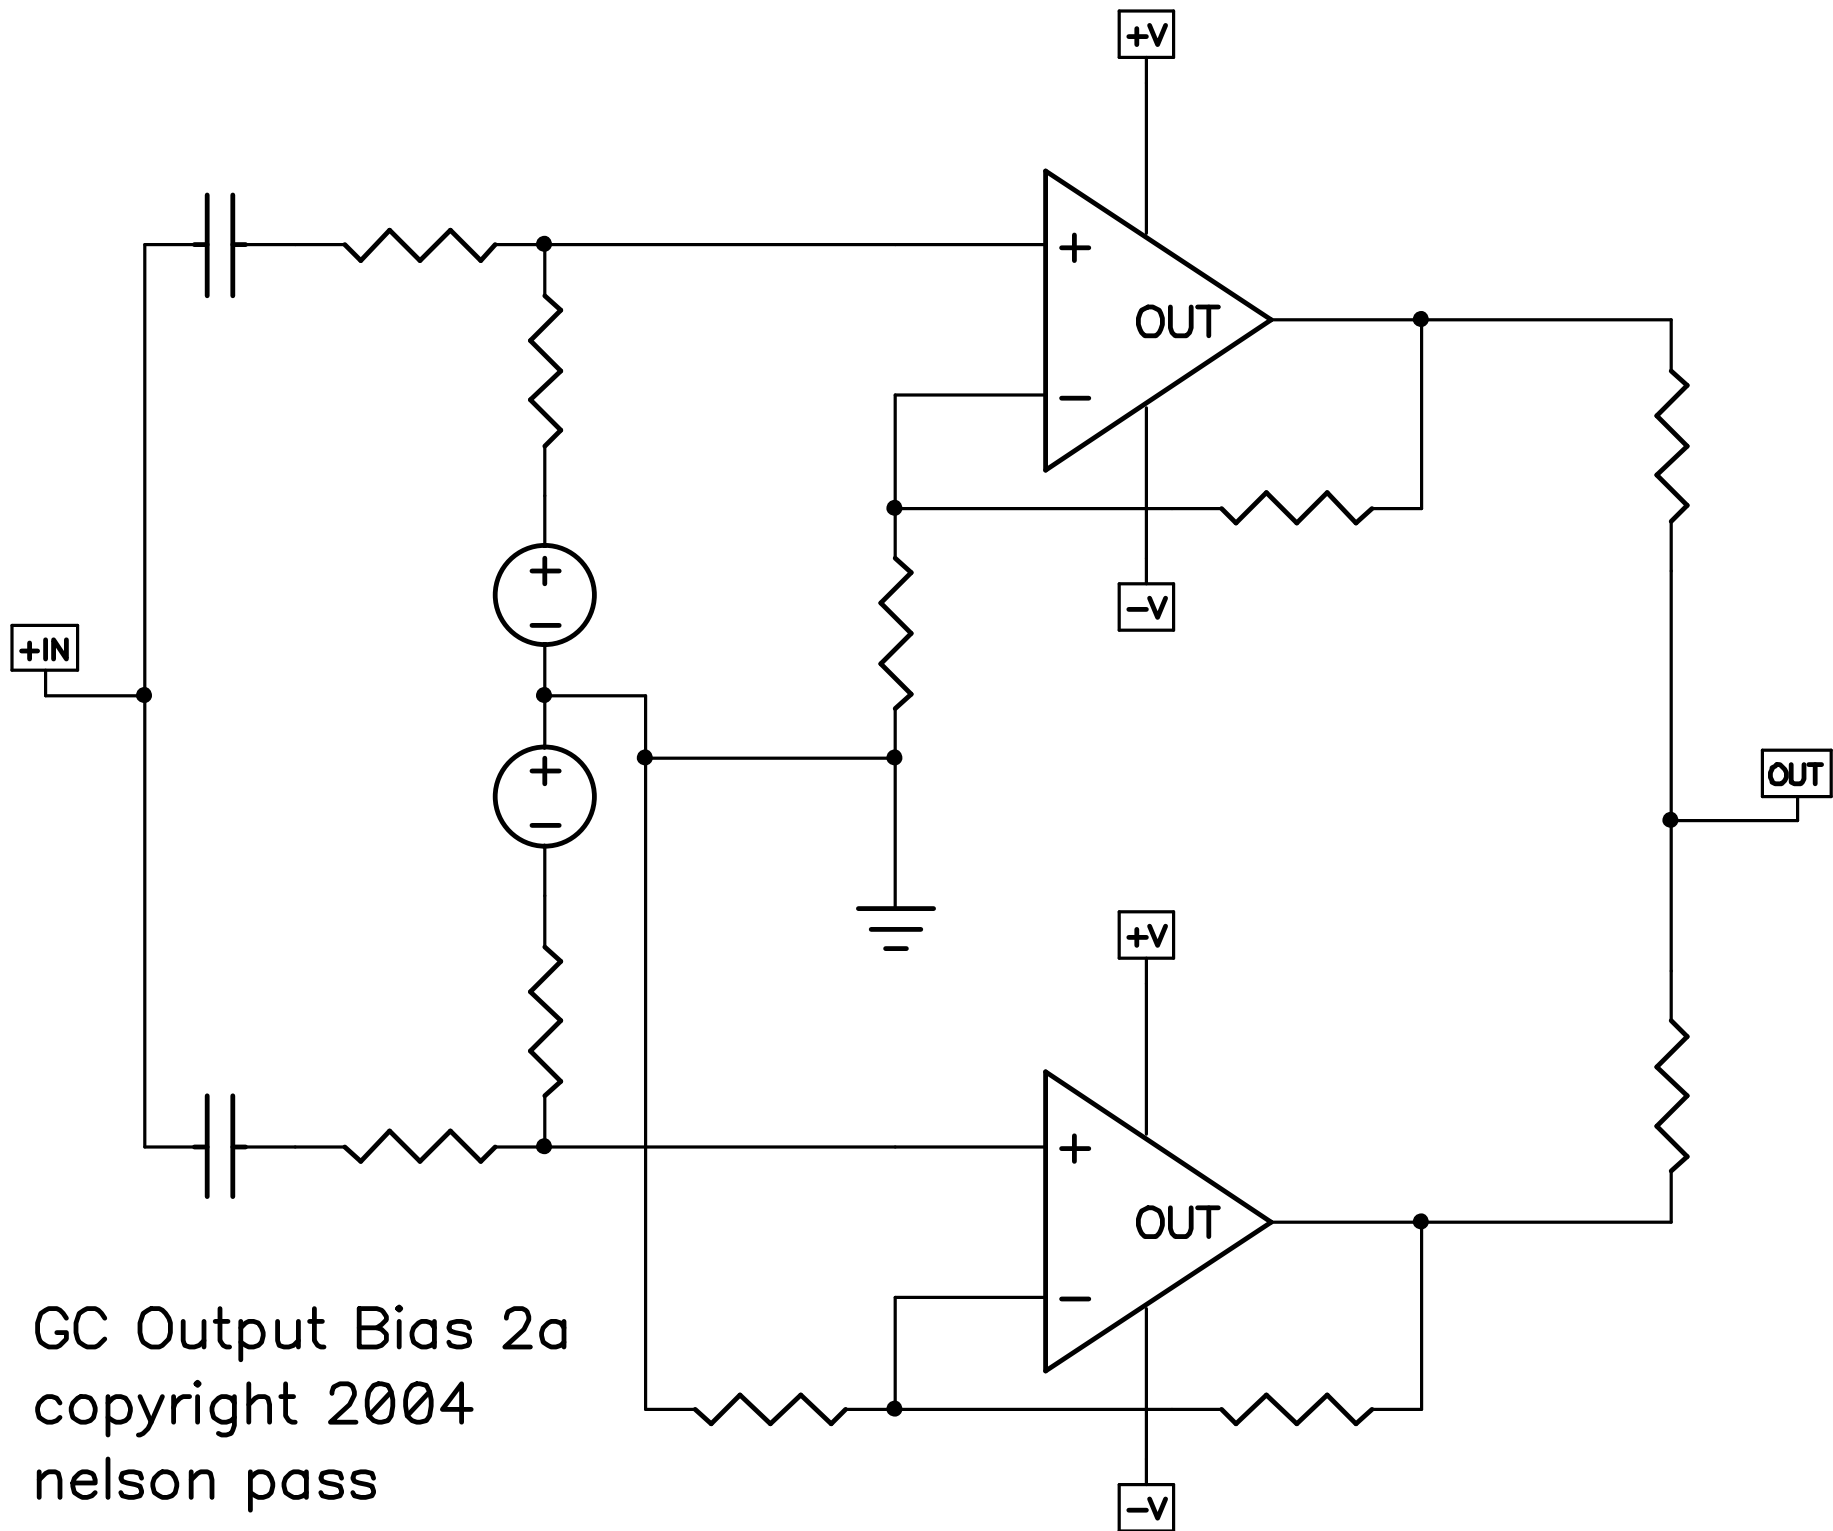 +V
+
OUT
−
−V
+
−
+IN
+
−
OUT
+V
+
OUT
−
−V
GC Output Bias 2a
copyright 2004
nelson pass